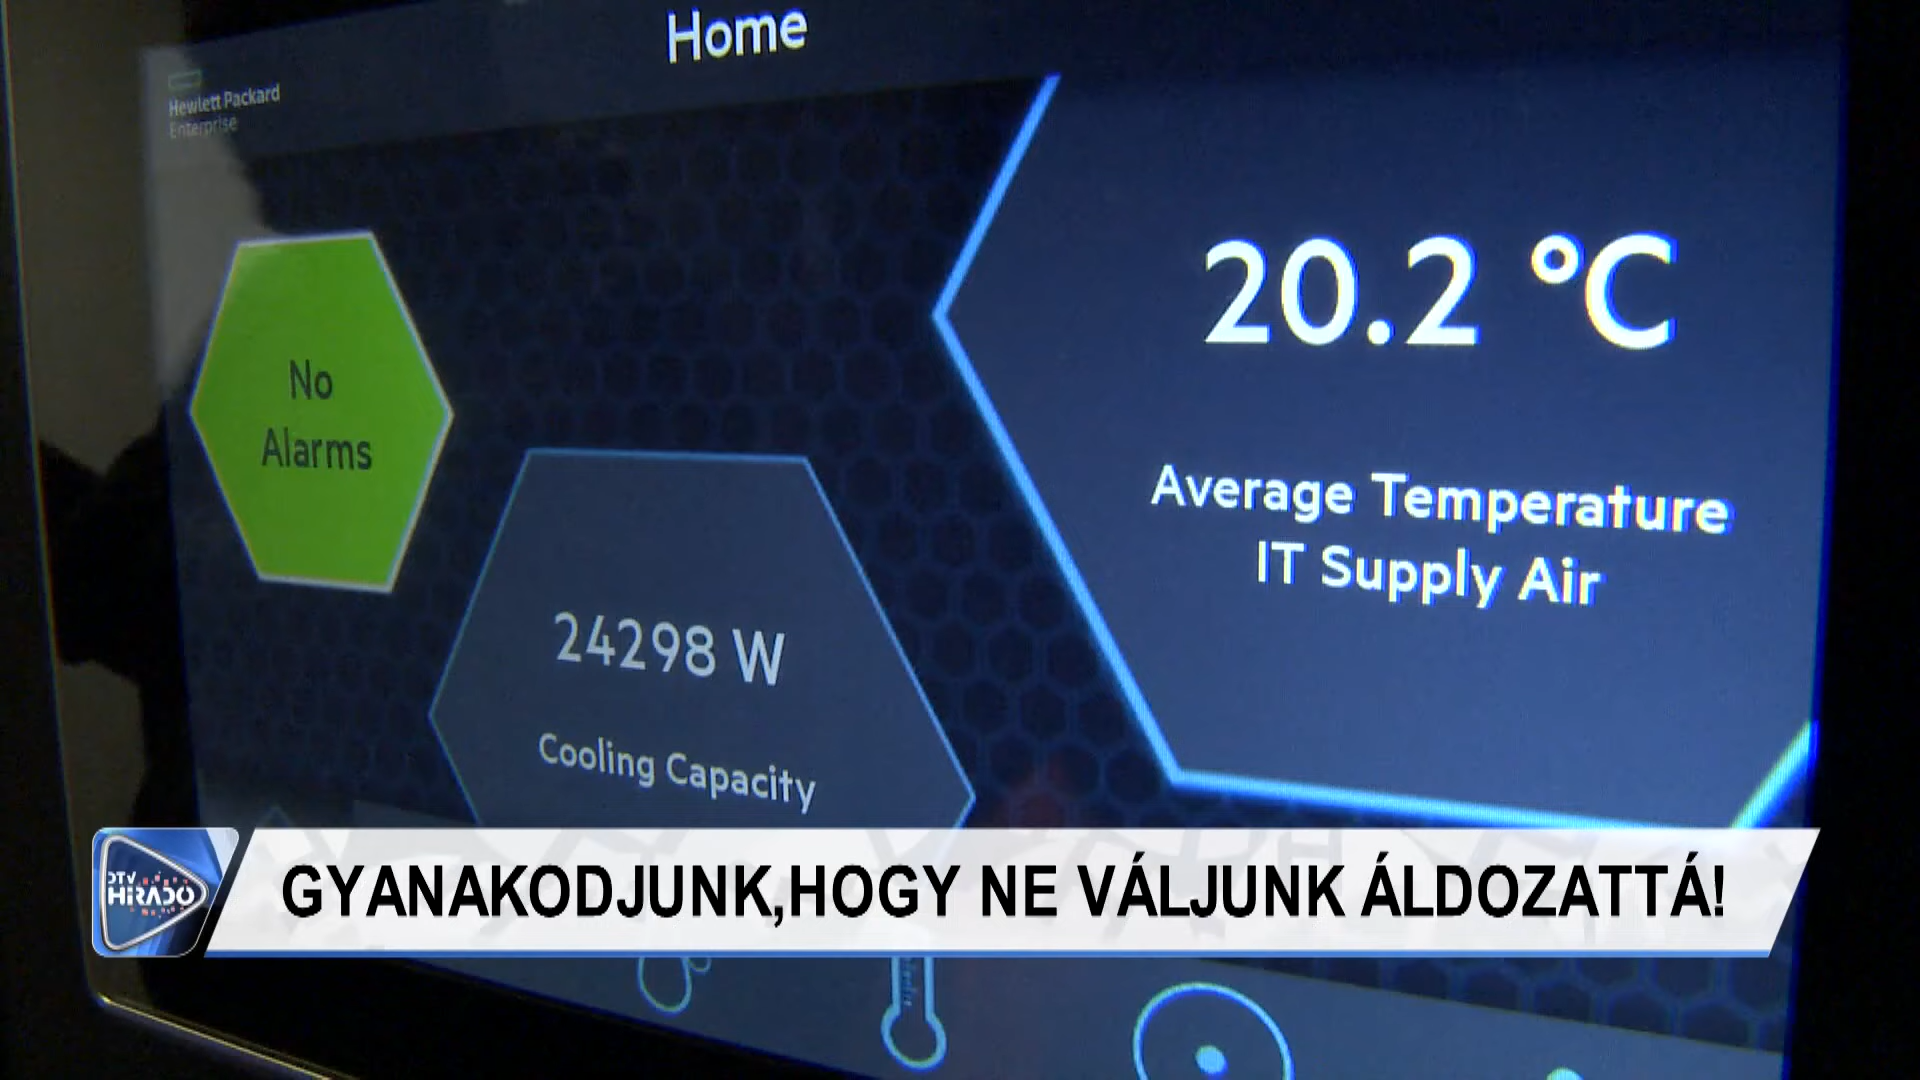 Home
Hewlett Packard
Enterprise
20.2 °C
Average Temperature
IT Supply Air
No
Alarms
24298 W
Cooling Capacity
DTV
HÍRADÓ
GYANAKODJUNK,HOGY NE VÁLJUNK ÁLDOZATTÁ!